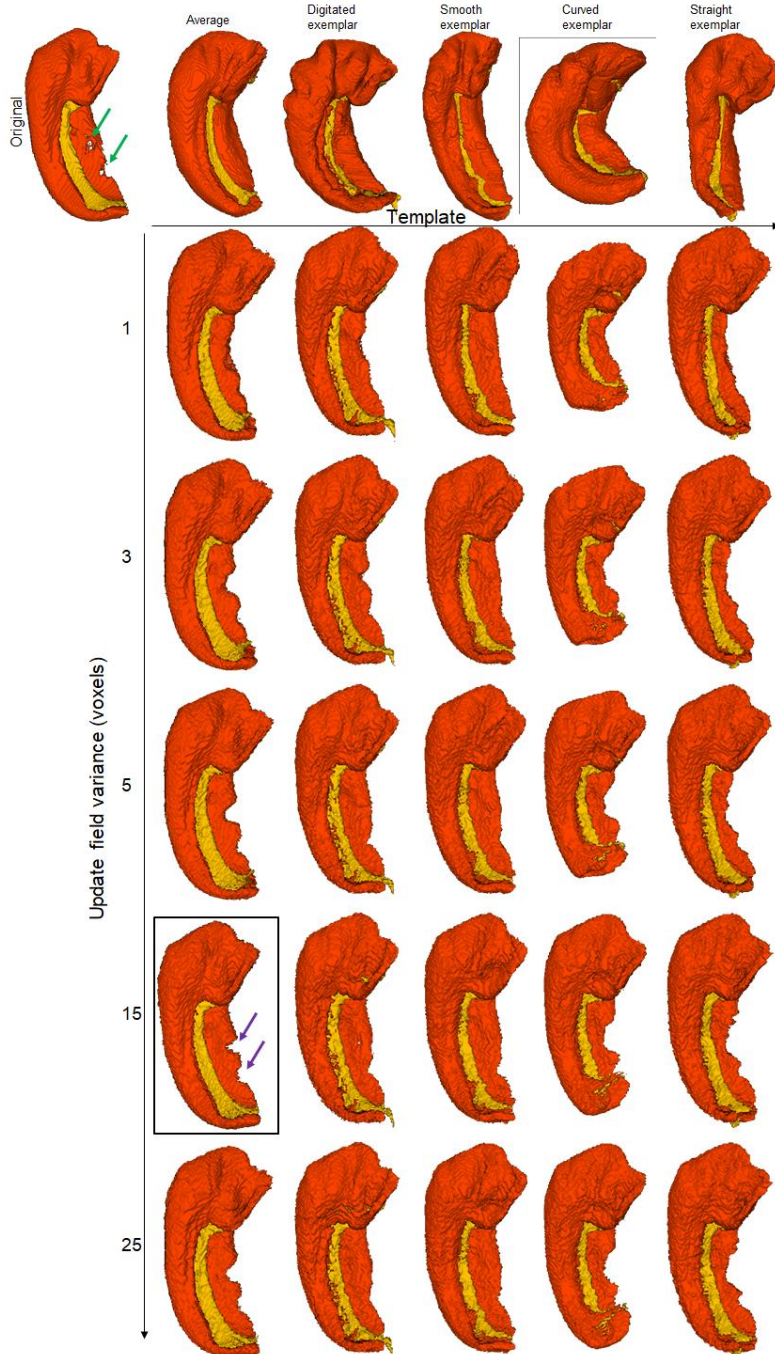 Average
Digitated
exemplar
Smooth
exemplar
Curved
exemplar
Straight exemplar
Original
Template
1
3
5
15
25
Update field variance (voxels)